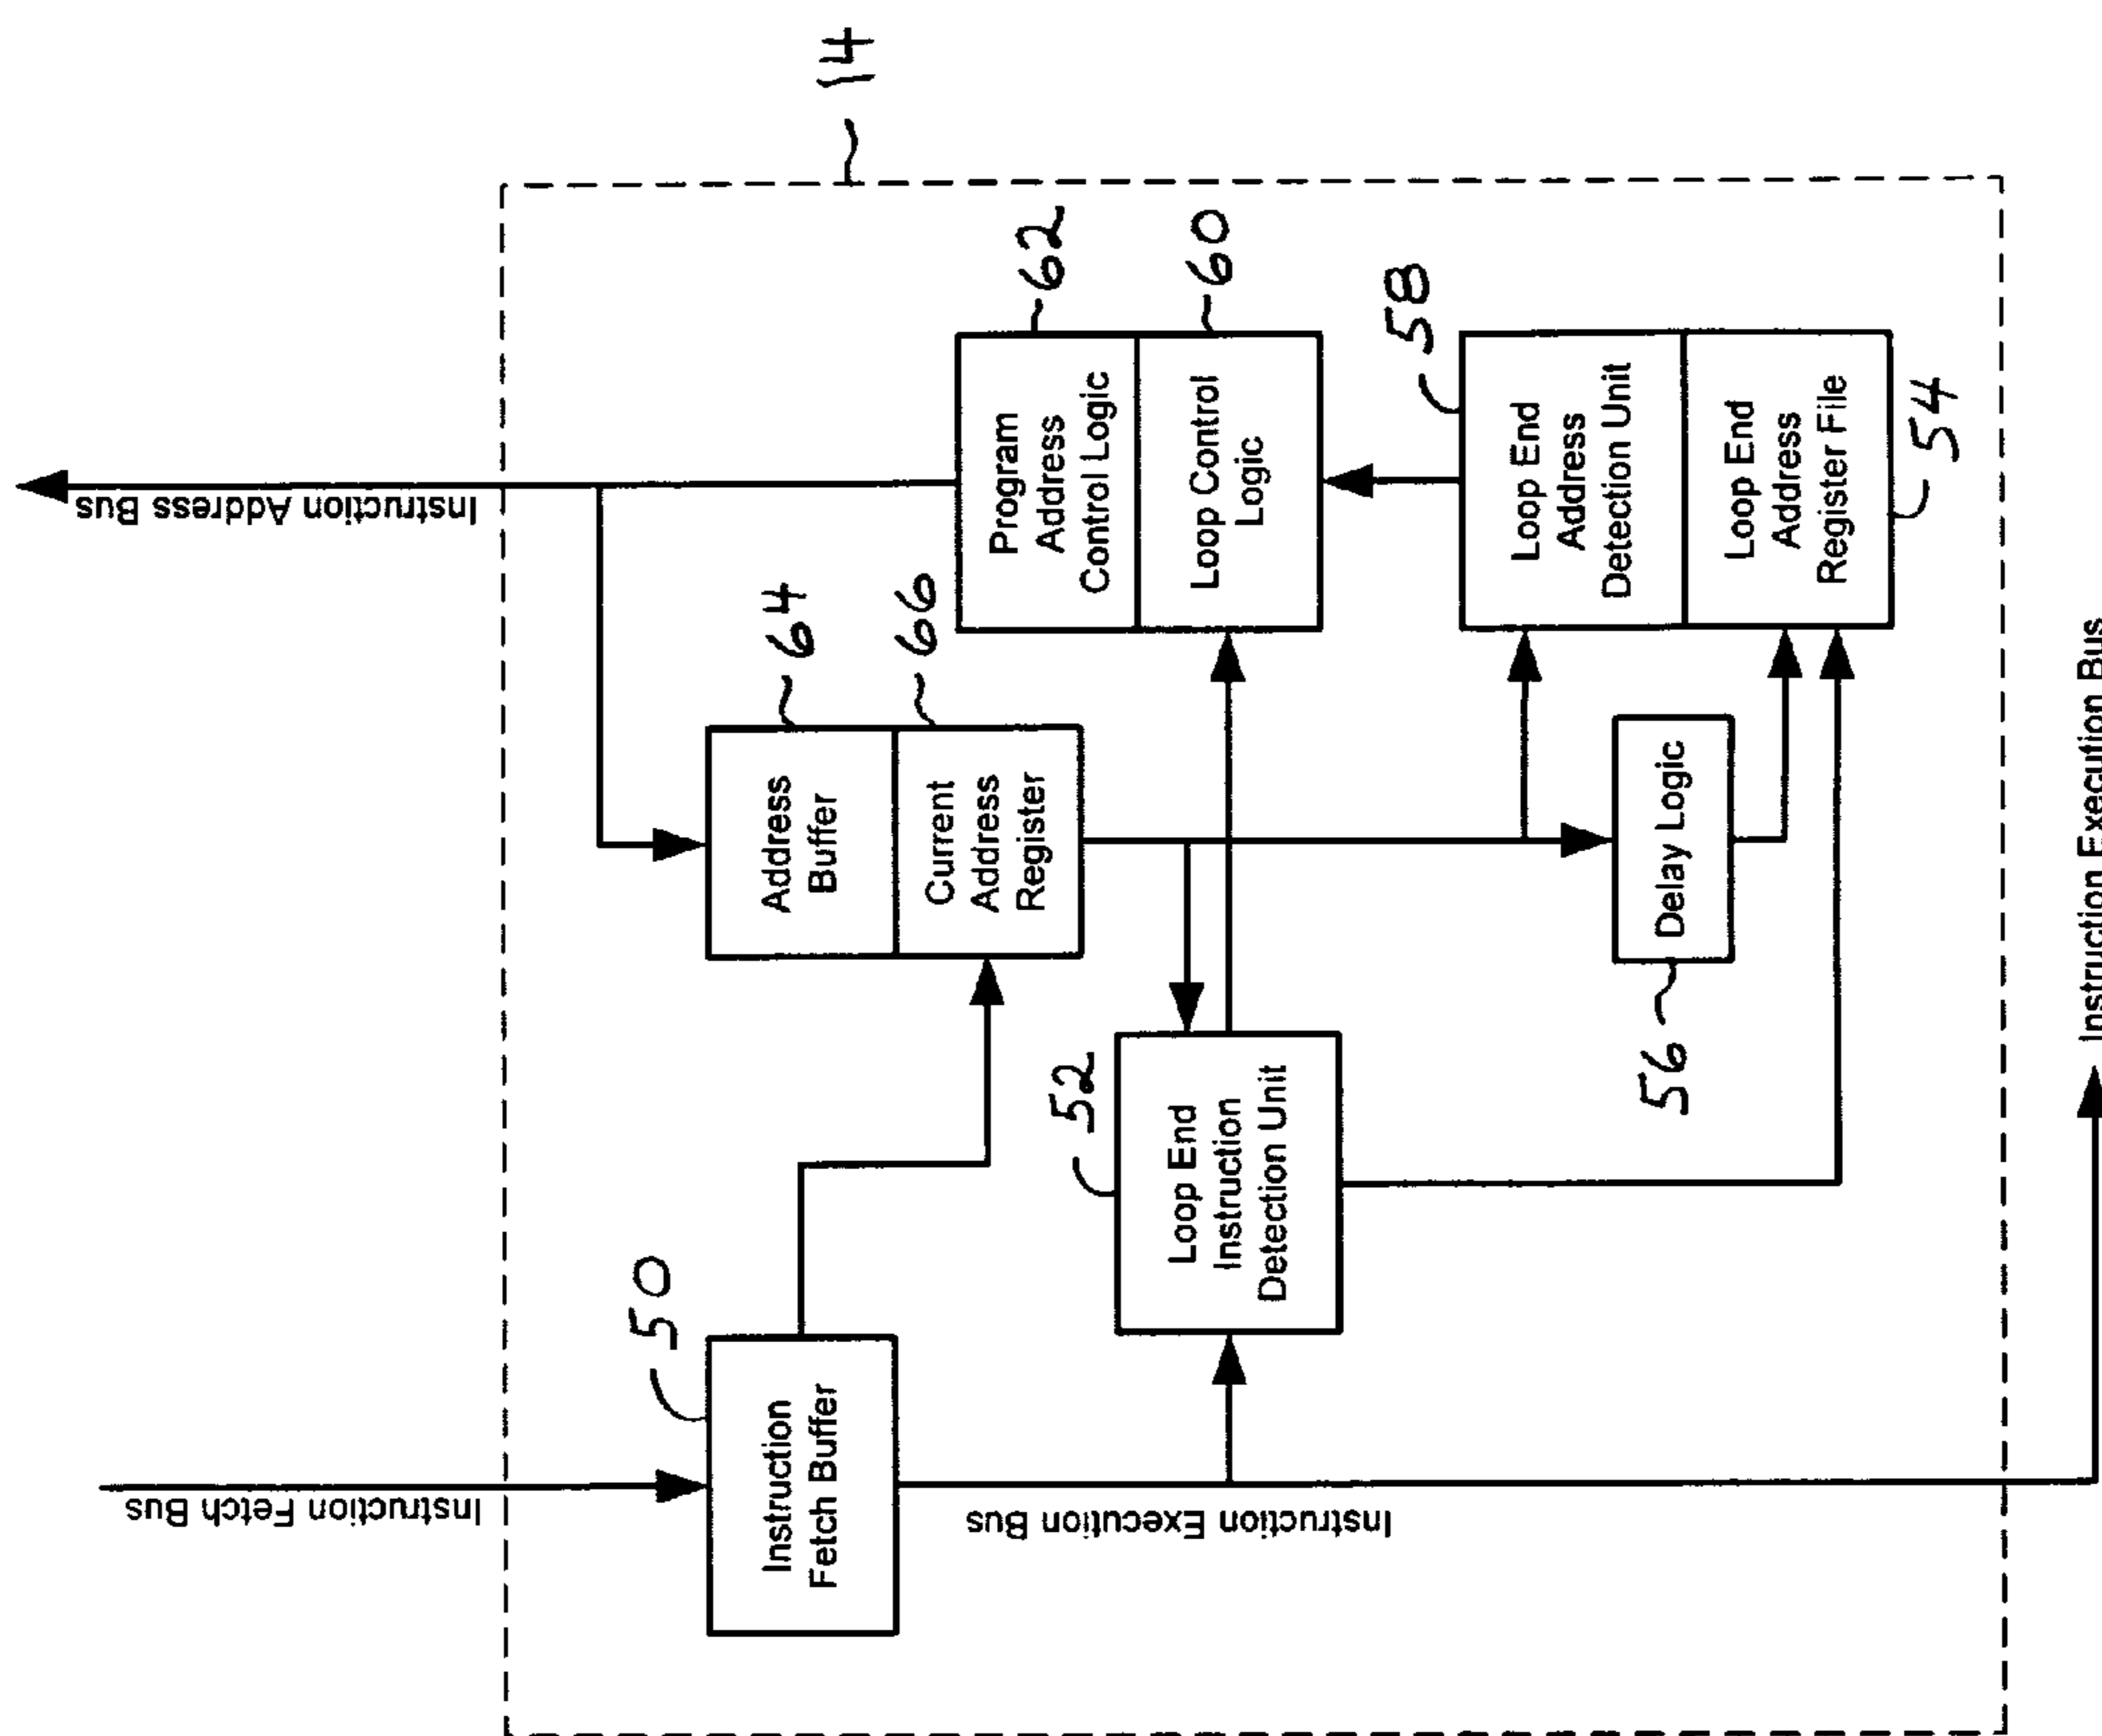 14
Instruction Address Bus
Instruction Fetch Bus
62
Program
Address
Control Logic
60
Loop Control
Logic
64
Address
Buffer
66
Current
Address
Register
50
Instruction
Fetch Buffer
58
Loop End
Address
Detection Unit
Loop End
Address
Register File
54
52
Loop End
Instruction
Detection Unit
Delay Logic
56
Instruction Execution Bus
Instruction Execution Bus